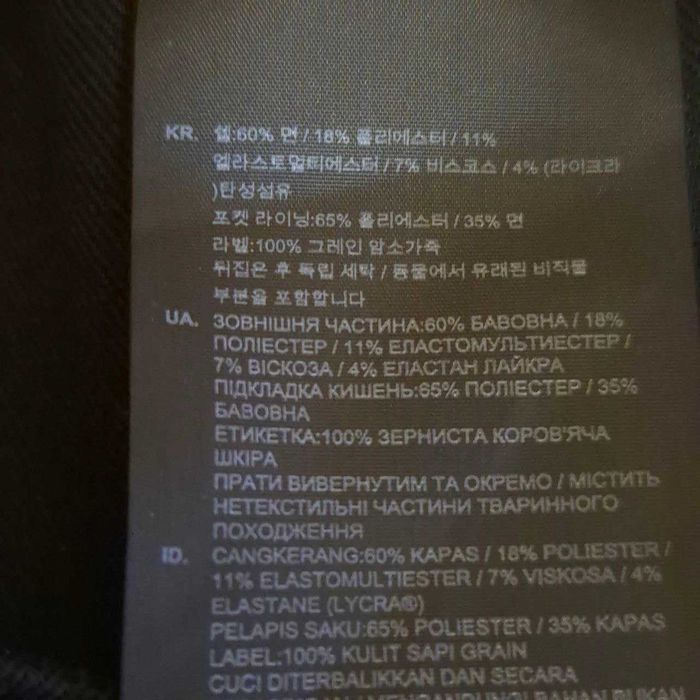 KR. 쉘:60% 면 / 18% 폴리에스터 / 11%
엘라스토멀티에스터 / 7% 비스코스 / 4% (라이크라
)탄성섬유
포켓 라이닝:65% 폴리에스터 / 35% 면
라벨:100% 그레인 암소가죽
뒤집은 후 독립 세탁 / 동물에서 유래된 비직물
부분을 포함합니다
UA. ЗОВНІШНЯ ЧАСТИНА:60% БАВОВНА / 18%
ПОЛІЕСТЕР / 11% ЕЛАСТОМУЛЬТИЕСТЕР /
7% ВІСКОЗА / 4% ЕЛАСТАН ЛАЙКРА
ПІДКЛАДКА КИШЕНЬ:65% ПОЛІЕСТЕР / 35%
БАВОВНА
ЕТИКЕТКА:100% ЗЕРНИСТА КОРОВ'ЯЧА
ШКІРА
ПРАТИ ВИВЕРНУТИМ ТА ОКРЕМО / МІСТИТЬ
НЕТЕКСТИЛЬНІ ЧАСТИНИ ТВАРИННОГО
ПОХОДЖЕННЯ
ID. CANGKERANG:60% KAPAS / 18% POLIESTER /
11% ELASTOMULTIESTER / 7% VISKOSA / 4%
ELASTANE (LYCRA®)
PELAPIS SAKU:65% POLIESTER / 35% KAPAS
LABEL:100% KULIT SAPI GRAIN
CUCI DITERBALIKKAN DAN SECARA